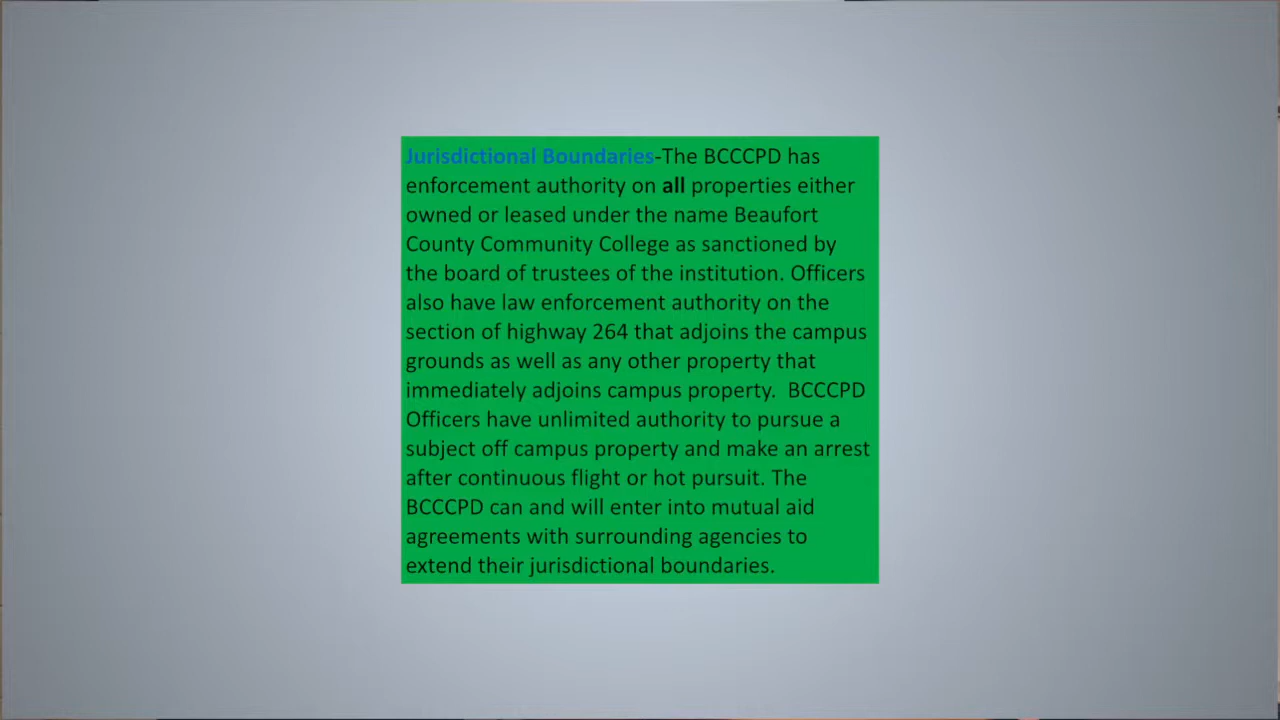 Jurisdictional Boundaries-The BCCCPD has
enforcement authority on all properties either
owned or leased under the name Beaufort
County Community College as sanctioned by
the board of trustees of the institution. Officers
also have law enforcement authority on the
section of highway 264 that adjoins the campus
grounds as well as any other property that
immediately adjoins campus property.  BCCCPD
Officers have unlimited authority to pursue a
subject off campus property and make an arrest
after continuous flight or hot pursuit. The
BCCCPD can and will enter into mutual aid
agreements with surrounding agencies to
extend their jurisdictional boundaries.